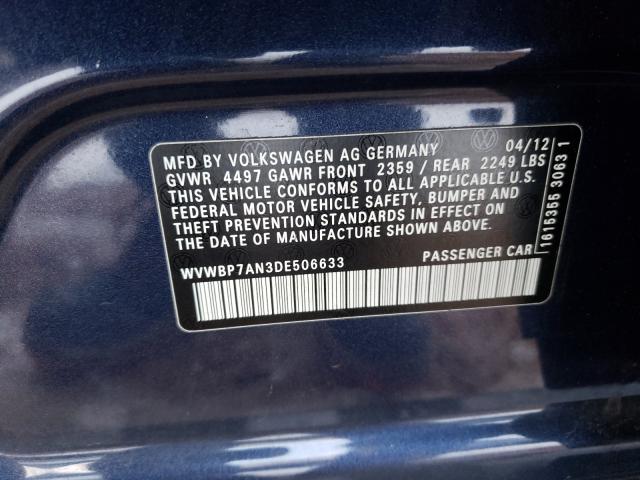 MFD BY VOLKSWAGEN AG GERMANY 04/12
GVWR 4497 GAWR FRONT 2359 / REAR 2249 LBS
THIS VEHICLE CONFORMS TO ALL APPLICABLE U.S.
FEDERAL MOTOR VEHICLE SAFETY, BUMPER AND
THEFT PREVENTION STANDARDS IN EFFECT ON
THE DATE OF MANUFACTURE SHOWN ABOVE.
WVWBP7AN3DE506633 PASSENGER CAR
1615355 3063 1